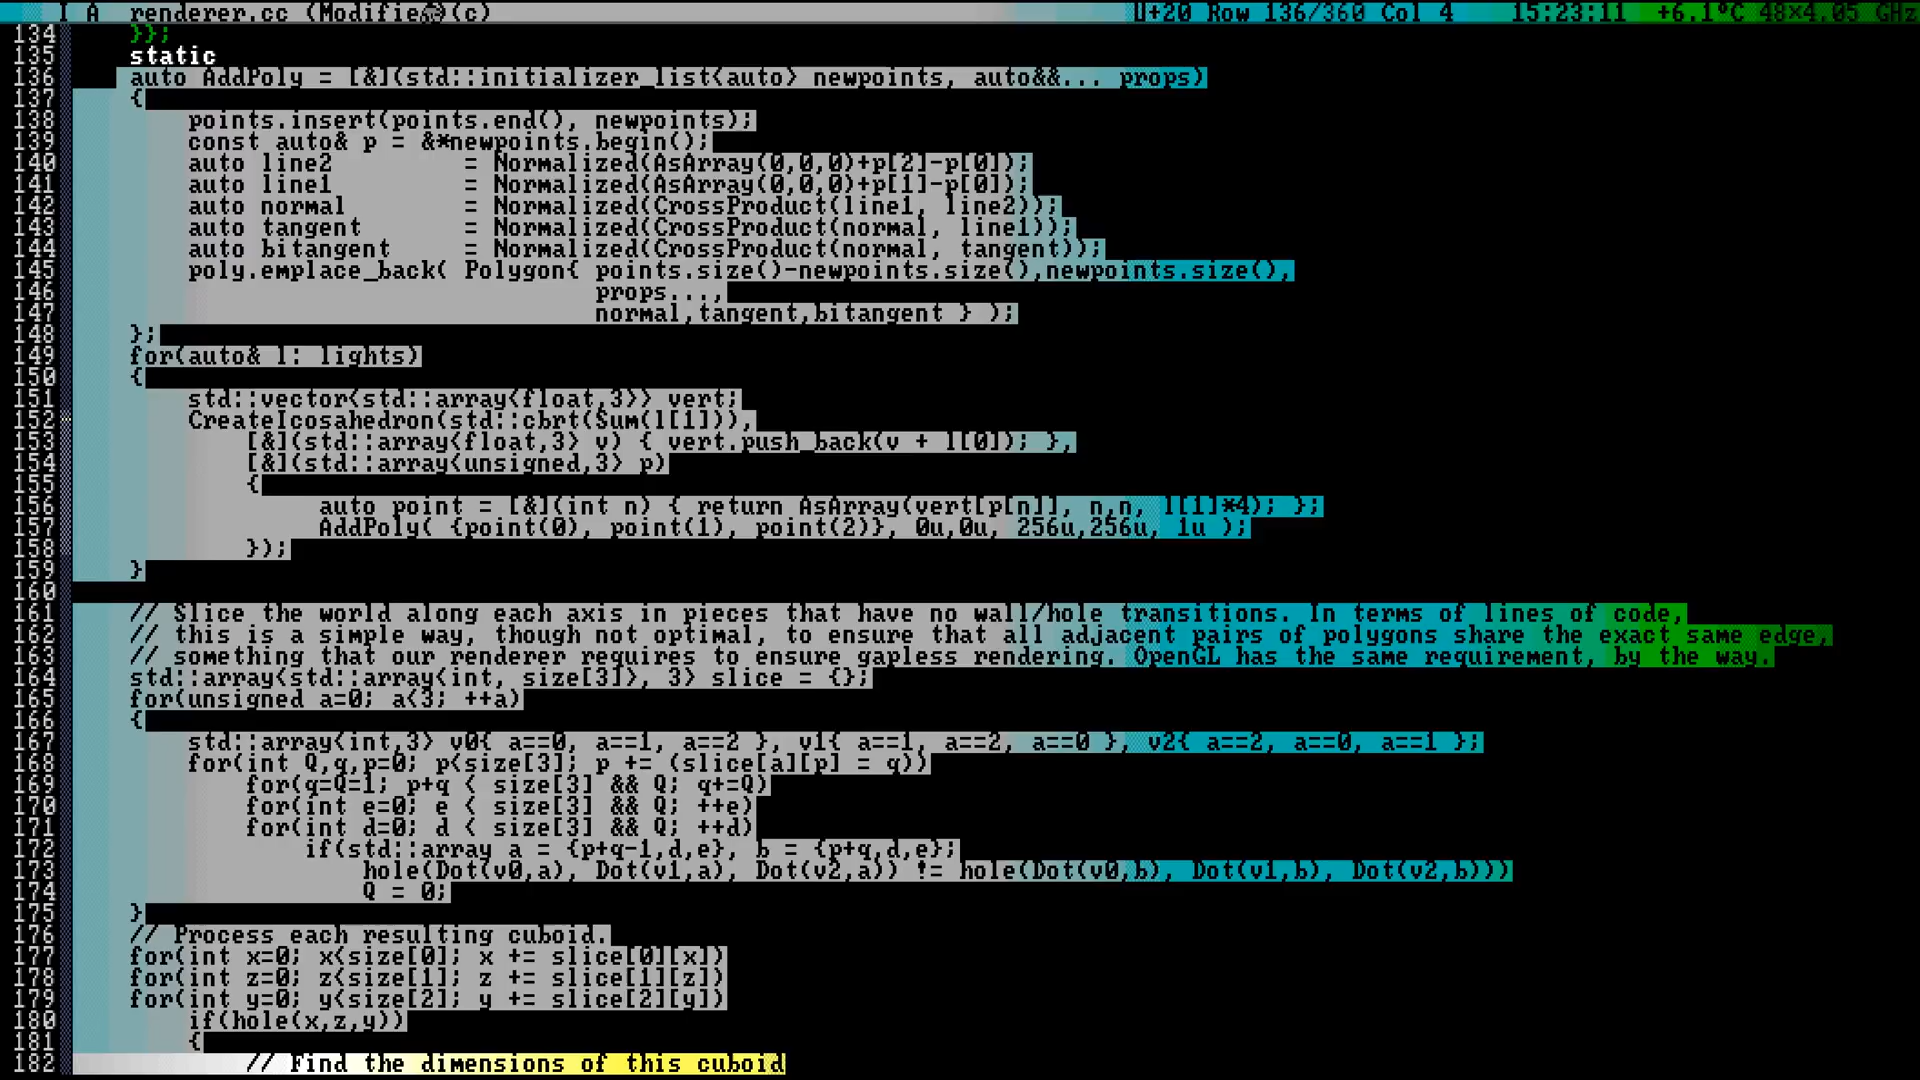 I A renderer.cc (Modified)(c) +20 Row 136/360 Col 4 15:23:11 +6.1°C 48×4.05 GHz
134 }};
135 static
136 auto AddPoly = [&](std::initializer_list<auto> newpoints, auto&&... props)
137 {
138 points.insert(points.end(), newpoints);
139 const auto& p = &*newpoints.begin();
140 auto line2 = Normalized(AsArray(0,0,0)+p[2]-p[0]);
141 auto line1 = Normalized(AsArray(0,0,0)+p[1]-p[0]);
142 auto normal = Normalized(CrossProduct(line1, line2));
143 auto tangent = Normalized(CrossProduct(normal, line1));
144 auto bitangent = Normalized(CrossProduct(normal, tangent));
145 poly.emplace_back( Polygon{ points.size()-newpoints.size(),newpoints.size(),
146 props...,
147 normal,tangent,bitangent } );
148 };
149 for(auto& l: lights)
150 {
151 std::vector<std::array<float,3>> vert;
152 CreateIcosahedron(std::cbrt(Sum(l[1])),
153 [&](std::array<float,3> v) { vert.push_back(v + l[0]); },
154 [&](std::array<unsigned,3> p)
155 {
156 auto point = [&](int n) { return AsArray(vert[p[n]], n,n, l[1]*4); };
157 AddPoly( {point(0), point(1), point(2)}, 0u,0u, 256u,256u, 1u );
158 });
159 }
160
161 // Slice the world along each axis in pieces that have no wall/hole transitions. In terms of lines of code,
162 // this is a simple way, though not optimal, to ensure that all adjacent pairs of polygons share the exact same edge,
163 // something that our renderer requires to ensure gapless rendering. OpenGL has the same requirement, by the way.
164 std::array<std::array<int, size[3]>, 3> slice = {};
165 for(unsigned a=0; a<3; ++a)
166 {
167 std::array<int,3> v0{ a==0, a==1, a==2 }, v1{ a==1, a==2, a==0 }, v2{ a==2, a==0, a==1 };
168 for(int Q,q,p=0; p<size[3]; p += (slice[a][p] = q))
169 for(q=Q=1; p+q < size[3] && Q; q+=Q)
170 for(int e=0; e < size[3] && Q; ++e)
171 for(int d=0; d < size[3] && Q; ++d)
172 if(std::array a = {p+q-1,d,e}, b = {p+q,d,e};
173 hole(Dot(v0,a), Dot(v1,a), Dot(v2,a)) != hole(Dot(v0,b), Dot(v1,b), Dot(v2,b)))
174 Q = 0;
175 }
176 // Process each resulting cuboid.
177 for(int x=0; x<size[0]; x += slice[0][x])
178 for(int z=0; z<size[1]; z += slice[1][z])
179 for(int y=0; y<size[2]; y += slice[2][y])
180 if(hole(x,z,y))
181 {
182 // Find the dimensions of this cuboid